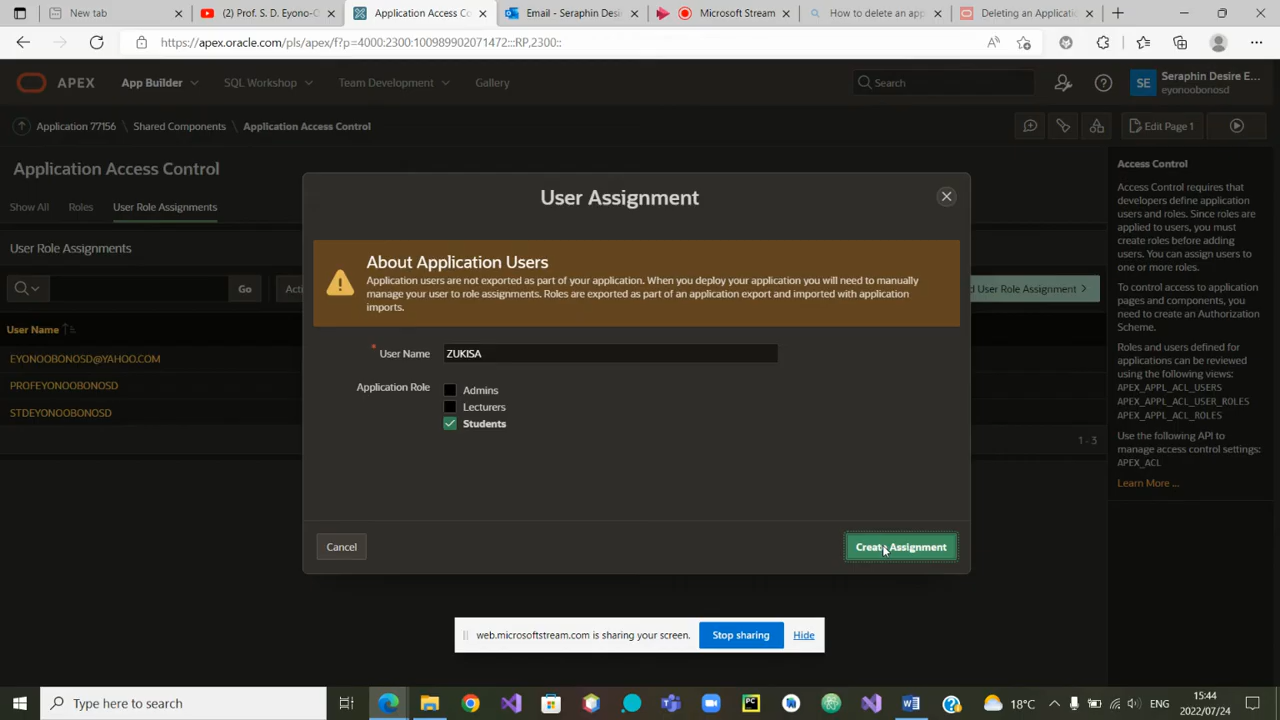 New tab
(2) Prof. S. D. Eyono-O
Application Access Co
Email - Seraphin Desire E
Microsoft Stream
How to delete an app
Deleting an Applicatio
https://apex.oracle.com/pls/apex/f?p=4000:2300:100989902071472:::RP,2300::
APEX
App Builder
SQL Workshop
Team Development
Gallery
Search
SE
Seraphin Desire E...
eyonoobonosd
Application 77156
Shared Components
Application Access Control
Edit Page 1
Application Access Control
Show All
Roles
User Role Assignments
User Role Assignments
Go
Acti
User Role Assignment >
User Name
EYONOOBONOSD@YAHOO.COM
PROFEYONOOBONOSD
STDEYONOOBONOSD
1 - 3
User Assignment
About Application Users
Application users are not exported as part of your application. When you deploy your application you will need to manually
manage your user to role assignments. Roles are exported as part of an application export and imported with application
imports.
* User Name
ZUKISA
Application Role
Admins
Lecturers
Students
Cancel
Create Assignment
Access Control
Access Control requires that
developers define application
users and roles. Since roles are
applied to users, you must
create roles before adding
users. You can assign users to
one or more roles.
To control access to application
pages and components, you
need to create an Authorization
Scheme.
Roles and users defined for
applications can be reviewed
using the following views:
APEX_APPL_ACL_USERS
APEX_APPL_ACL_USER_ROLES
APEX_APPL_ACL_ROLES
Use the following API to
manage access control settings:
APEX_ACL
Learn More ...
web.microsoftstream.com is sharing your screen.
Stop sharing
Hide
Type here to search
PC
18°C
ENG
15:44
2022/07/24